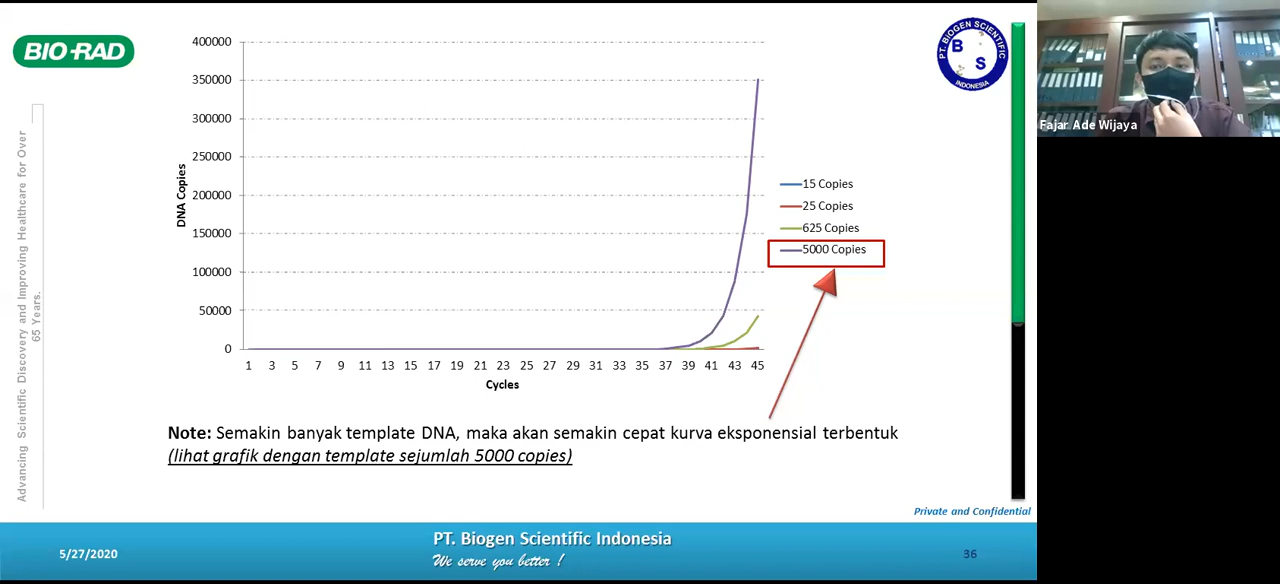 BIO-RAD
PT. BIOGEN SCIENTIFIC
B S
INDONESIA
Fajar Ade Wijaya
Advancing Scientific Discovery and Improving Healthcare for Over
65 Years.
DNA Copies
400000
350000
300000
250000
200000
150000
100000
50000
0
1 3 5 7 9 11 13 15 17 19 21 23 25 27 29 31 33 35 37 39 41 43 45
Cycles
15 Copies
25 Copies
625 Copies
5000 Copies
Note: Semakin banyak template DNA, maka akan semakin cepat kurva eksponensial terbentuk
(lihat grafik dengan template sejumlah 5000 copies)
Private and Confidential
5/27/2020
PT. Biogen Scientific Indonesia
We serve you better !
36